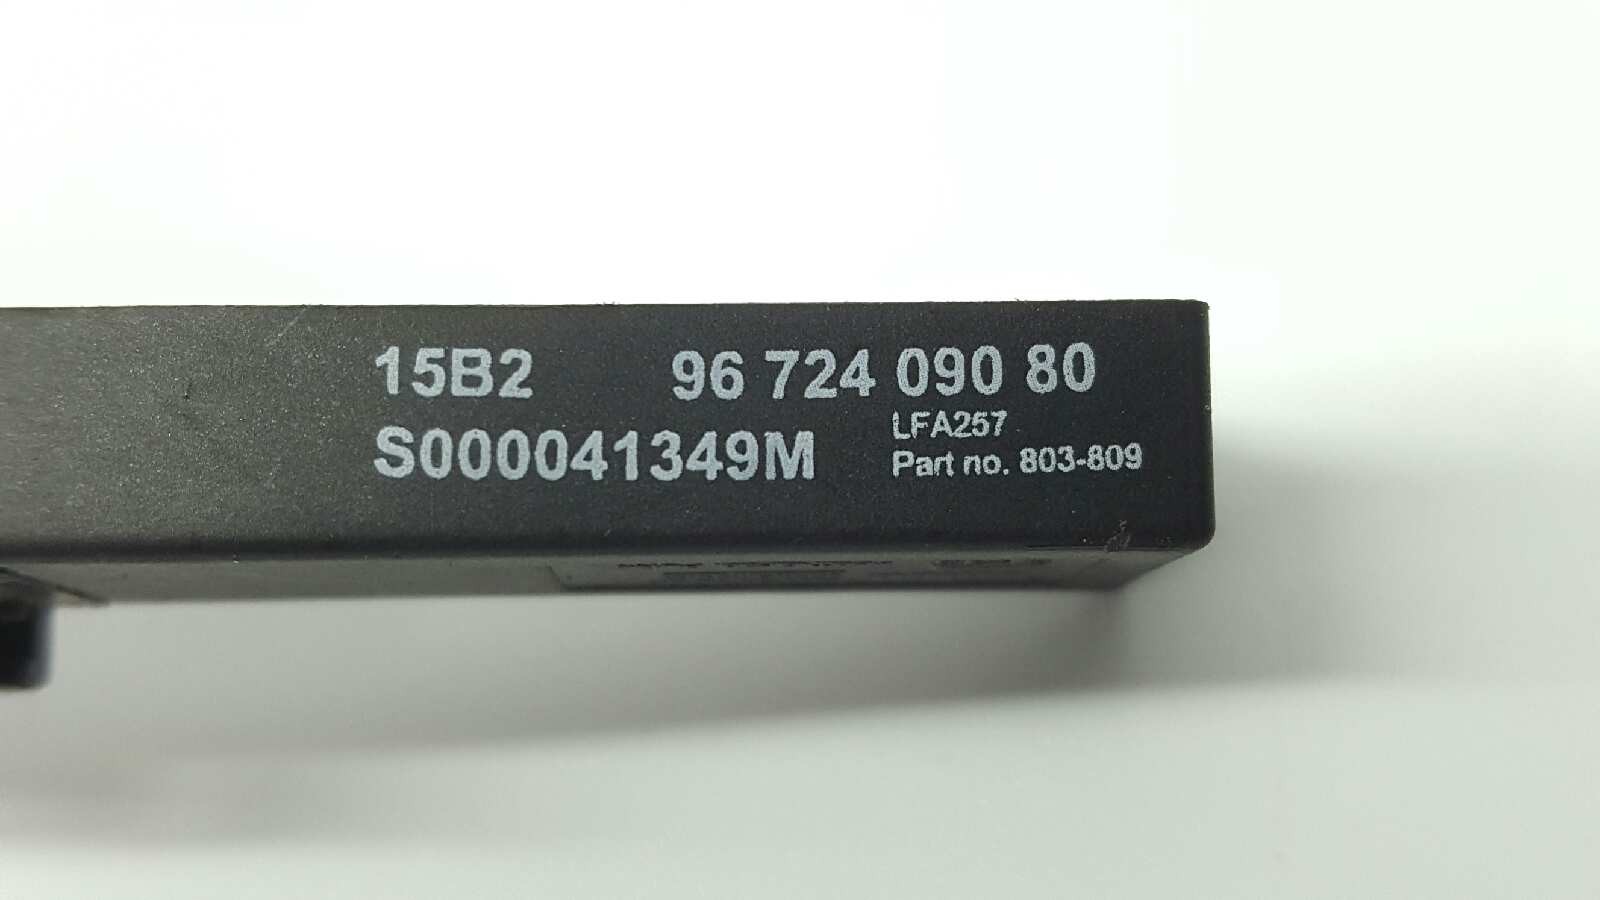 15B2 96 724 090 80
LFA257
S000041349M
Part no. 803-809